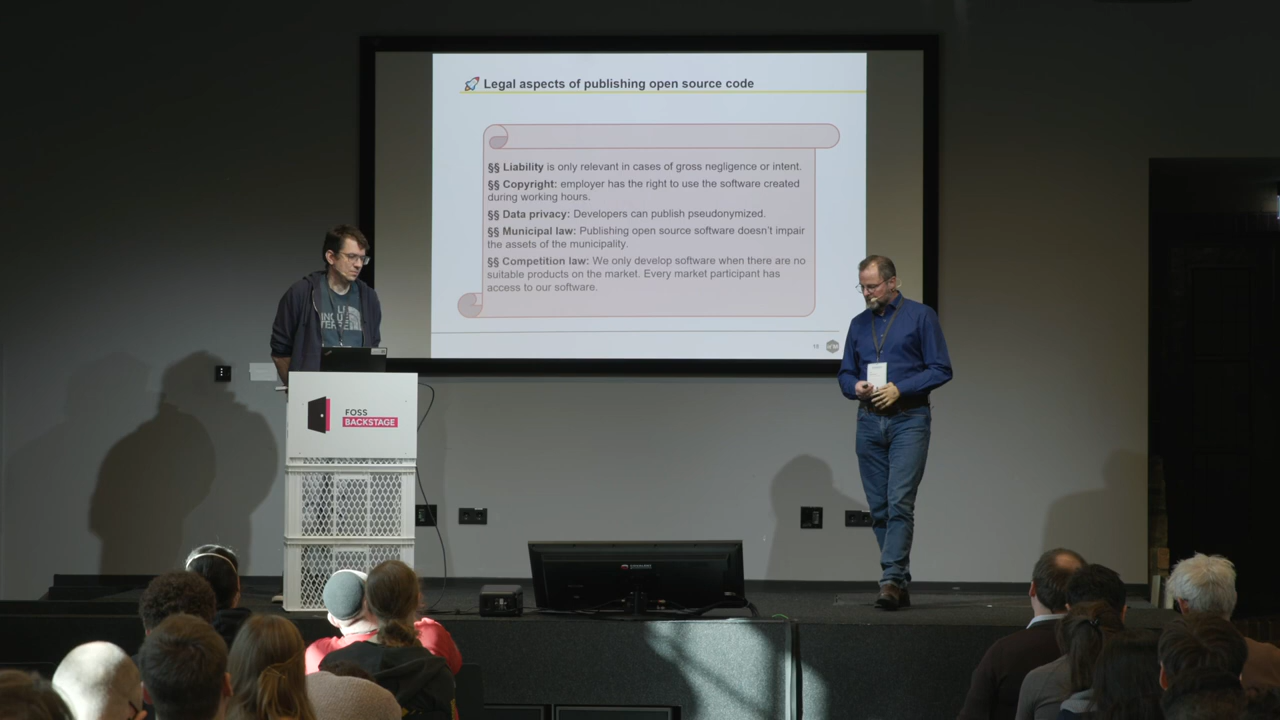 Legal aspects of publishing open source code
§§ Liability is only relevant in cases of gross negligence or intent.
§§ Copyright: employer has the right to use the software created
during working hours.
§§ Data privacy: Developers can publish pseudonymized.
§§ Municipal law: Publishing open source software doesn't impair
the assets of the municipality.
§§ Competition law: We only develop software when there are no
suitable products on the market. Every market participant has
access to our software.
FOSS
BACKSTAGE